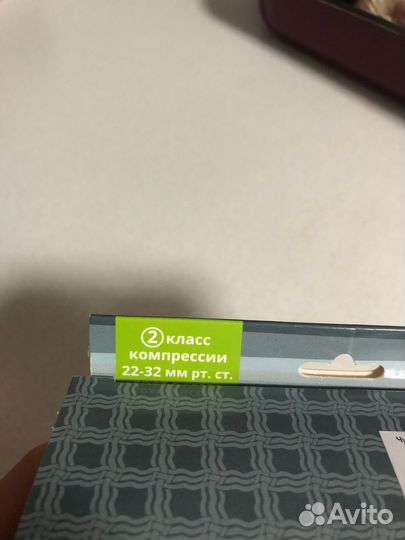 2 класс
компрессии
22-32 мм рт. ст.
Avito